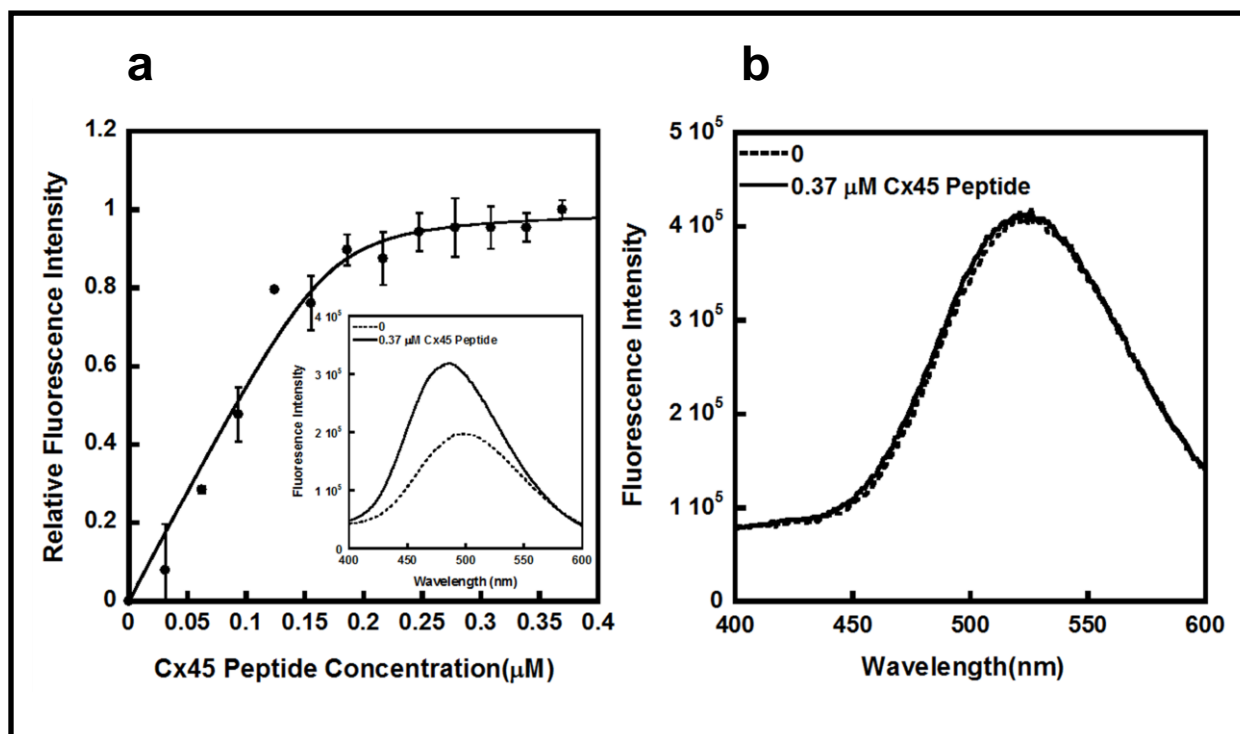 a
1.2
1
0.8
0.6
0.4
0.2
0
Relative Fluorescence Intensity
0 0.05 0.1 0.15 0.2 0.25 0.3 0.35 0.4
Cx45 Peptide Concentration(μM)
0
0.37 μM Cx45 Peptide
4 10⁵
3 10⁵
2 10⁵
1 10⁵
0
Fluoresence Intensity
400 450 500 550 600
Wavelength (nm)
b
0
0.37 μM Cx45 Peptide
5 10⁵
4 10⁵
3 10⁵
2 10⁵
1 10⁵
0
Fluorescence Intensity
400 450 500 550 600
Wavelength(nm)